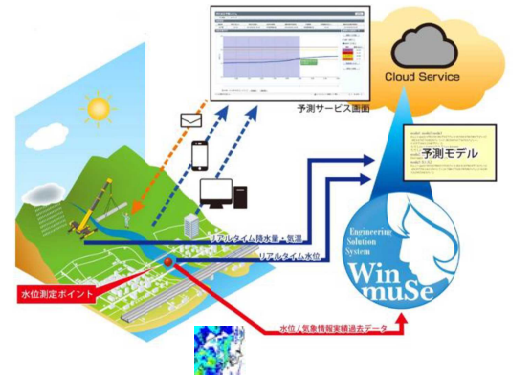 Cloud Service
予測サービス画面
予測モデル
リアルタイム降水量・気温
リアルタイム水位
Engineering
Solution
System
Win
muSe
水位測定ポイント
水位/気象情報実績過去データ